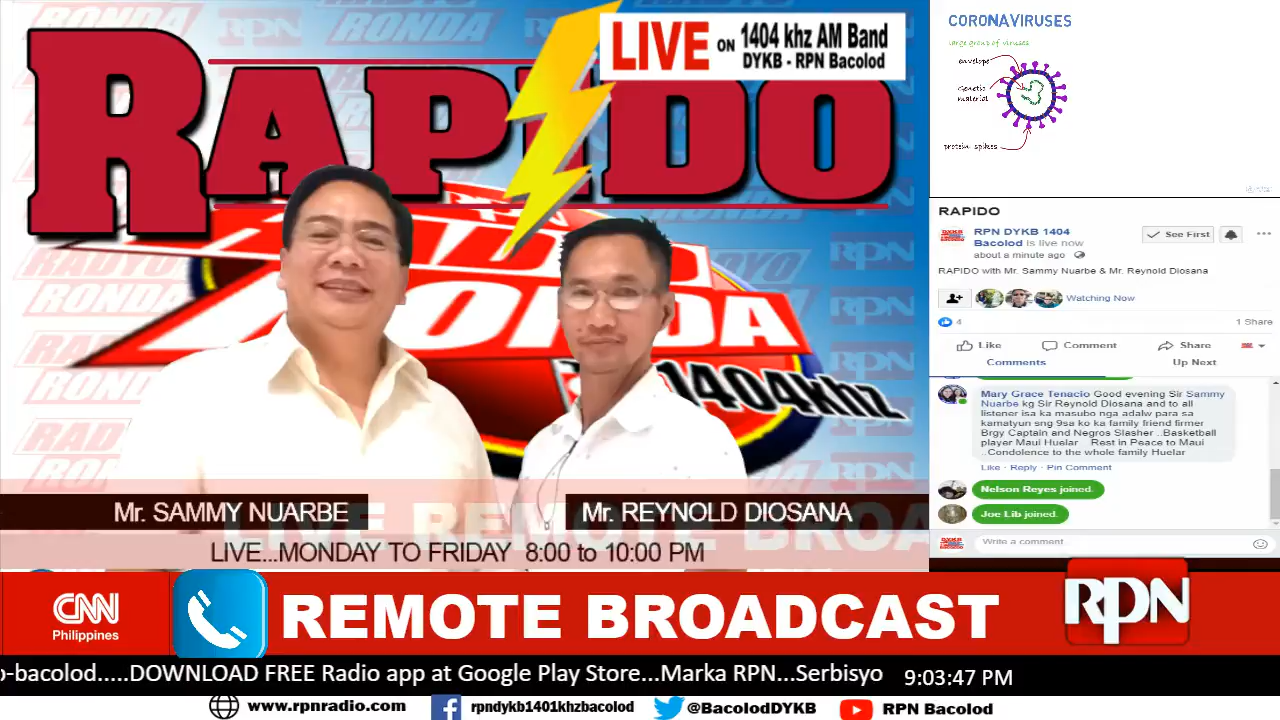 RAPIDO
LIVE ON 1404 khz AM Band
DYKB - RPN Bacolod
RONDA
1404khz
Mr. SAMMY NUARBE
Mr. REYNOLD DIOSANA
LIVE REMOTE BROA
LIVE...MONDAY TO FRIDAY 8:00 to 10:00 PM
CORONAVIRUSES
large group of viruses
envelope
genetic
material
protein spikes
RAPIDO
RPN DYKB 1404
Bacolod is live now
about a minute ago
See First
RAPIDO with Mr. Sammy Nuarbe & Mr. Reynold Diosana
Watching Now
4
1 Share
Like
Comment
Share
Comments
Up Next
Mary Grace Tenacio Good evening Sir Sammy
Nuarbe kg Sir Reynold Diosana and to all
listener isa ka masubo nga adalw para sa
kamatyun sng 9sa ko ka family friend firmer
Brgy Captain and Negros Slasher ..Basketball
player Maui Huelar Rest in Peace to Maui
..Condolence to the whole family Huelar
Like · Reply · Pin Comment
Nelson Reyes joined.
Joe Lib joined.
Write a comment
CNN
Philippines
REMOTE BROADCAST
RPN
o-bacolod.....DOWNLOAD FREE Radio app at Google Play Store...Marka RPN...Serbisyo
9:03:47 PM
www.rpnradio.com
rpndykb1401khzbacolod
@BacolodDYKB
RPN Bacolod